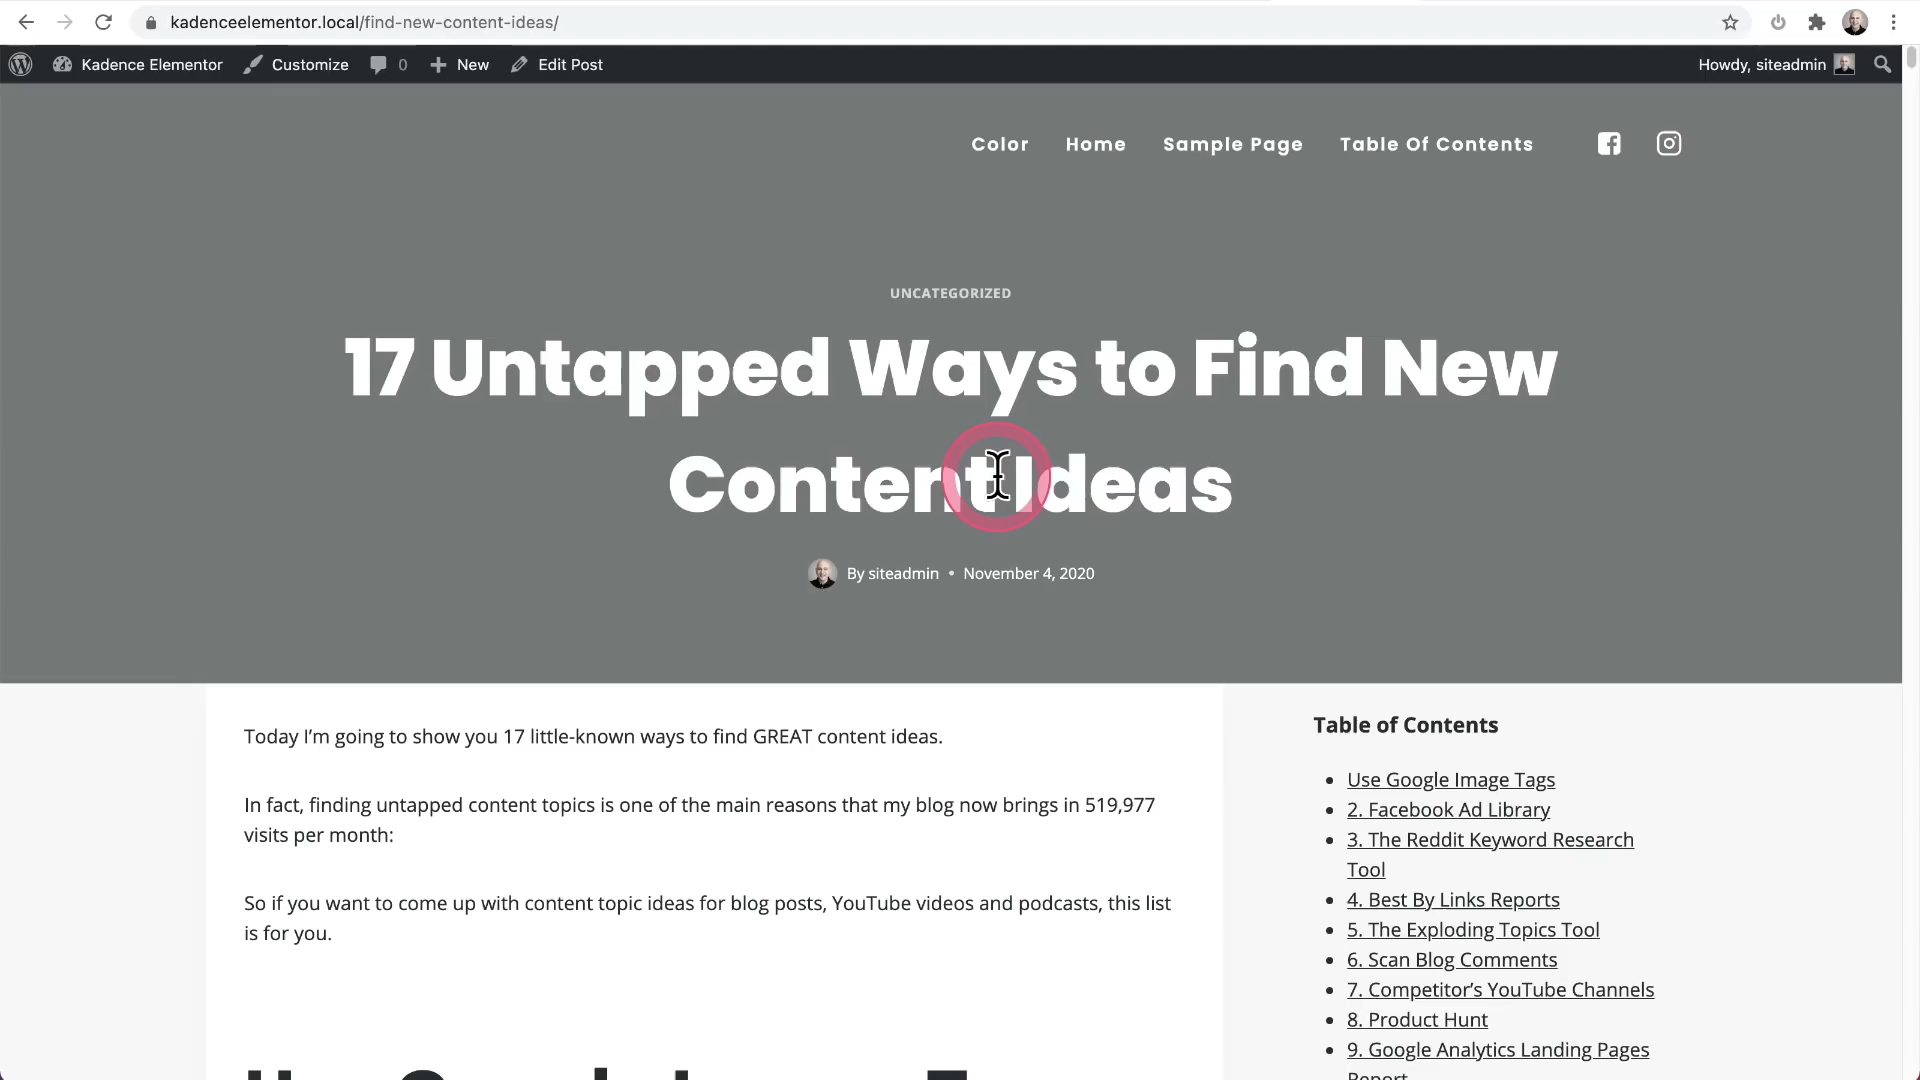 kadenceelementor.local/find-new-content-ideas/
Kadence Elementor Customize 0 New Edit Post Howdy, siteadmin
Color Home Sample Page Table Of Contents
UNCATEGORIZED
17 Untapped Ways to Find New
Content Ideas
By siteadmin • November 4, 2020
Today I’m going to show you 17 little-known ways to find GREAT content ideas.
In fact, finding untapped content topics is one of the main reasons that my blog now brings in 519,977
visits per month:
So if you want to come up with content topic ideas for blog posts, YouTube videos and podcasts, this list
is for you.
Table of Contents
Use Google Image Tags
2. Facebook Ad Library
3. The Reddit Keyword Research
Tool
4. Best By Links Reports
5. The Exploding Topics Tool
6. Scan Blog Comments
7. Competitor’s YouTube Channels
8. Product Hunt
9. Google Analytics Landing Pages
Report